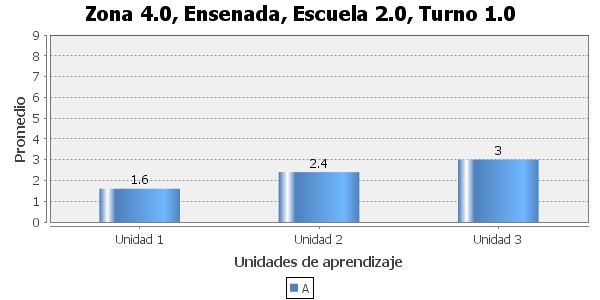 Zona 4.0, Ensenada, Escuela 2.0, Turno 1.0
9
8
7
6
5
4
3
2
1
0
Promedio
1.6
2.4
3
Unidad 1
Unidad 2
Unidad 3
Unidades de aprendizaje
A